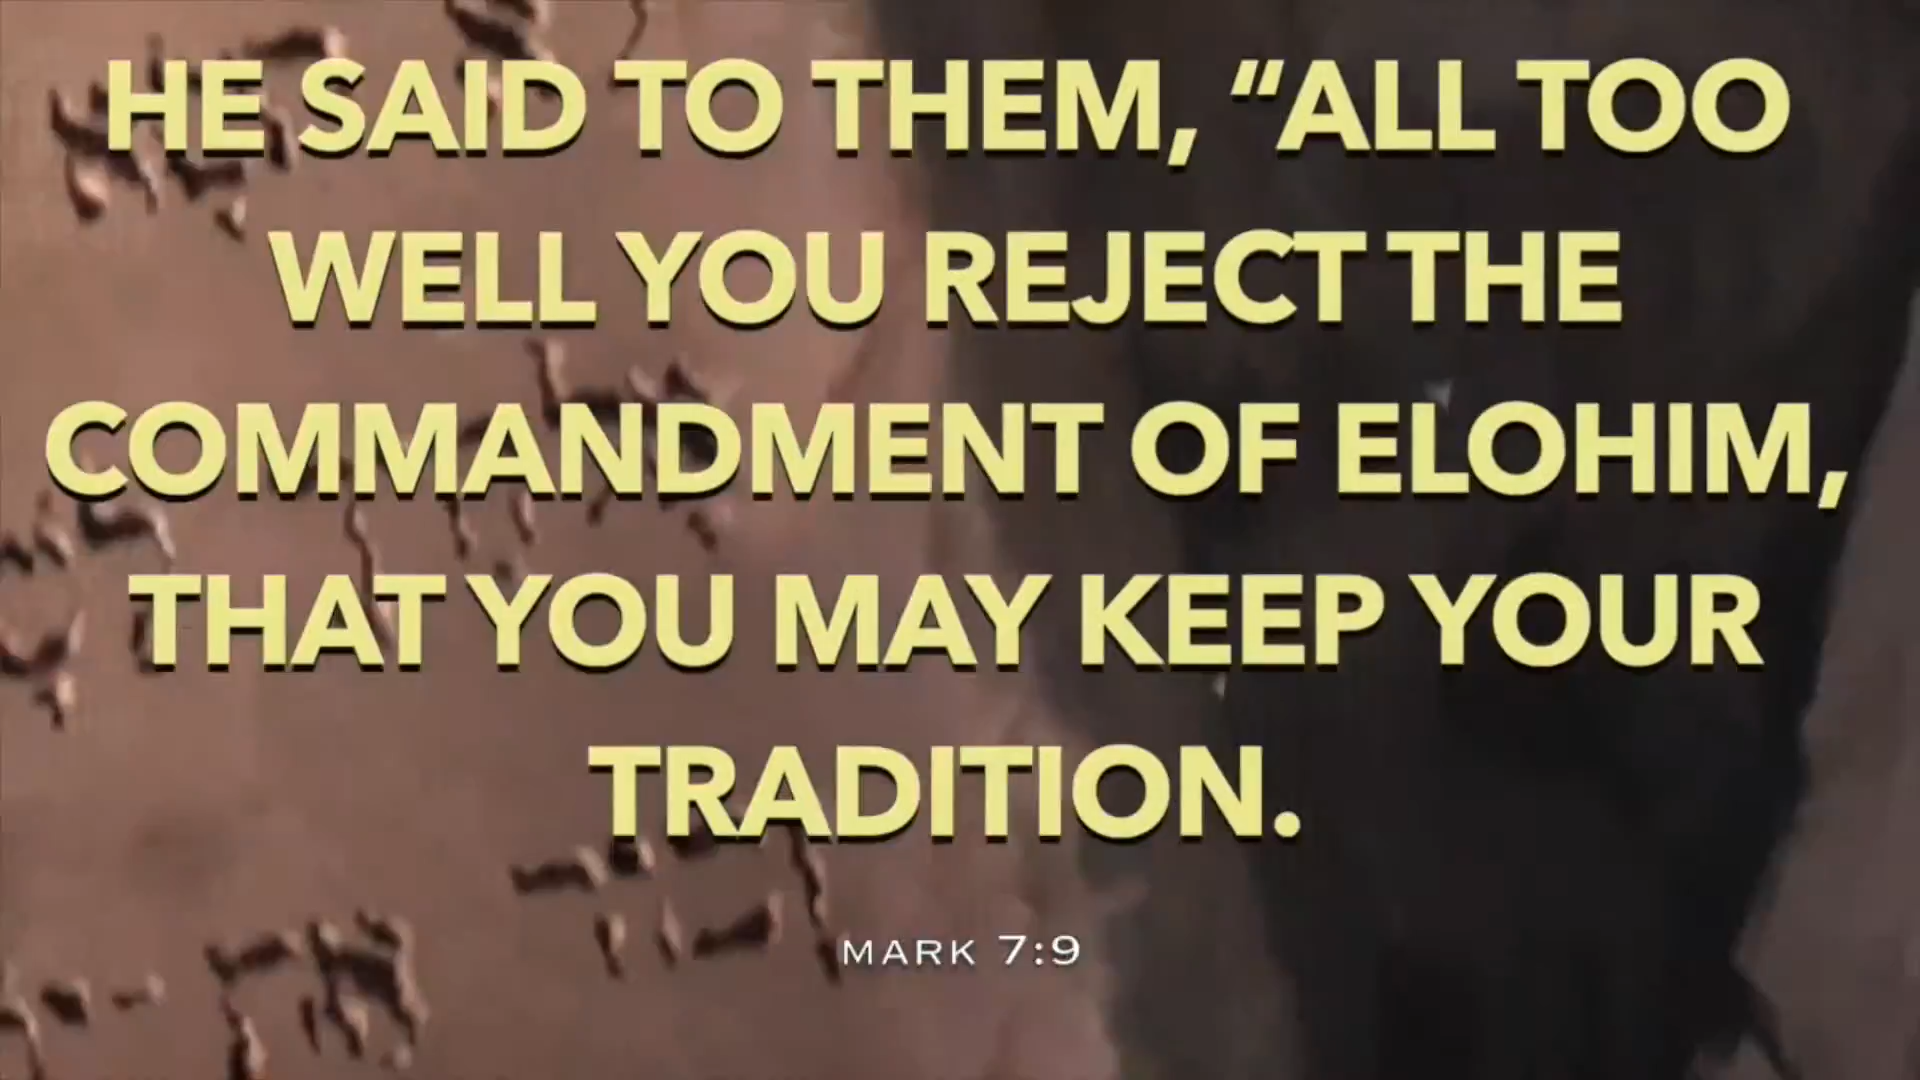 HE SAID TO THEM, “ALL TOO
WELL YOU REJECT THE
COMMANDMENT OF ELOHIM,
THAT YOU MAY KEEP YOUR
TRADITION.
MARK 7:9